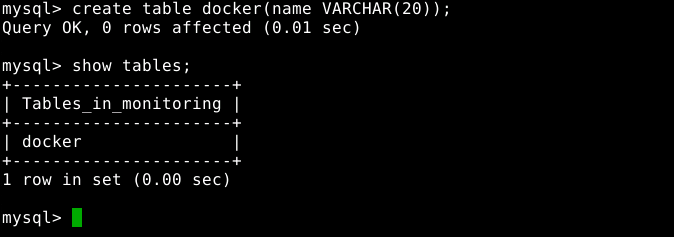 mysql> create table docker(name VARCHAR(20));
Query OK, 0 rows affected (0.01 sec)
mysql> show tables;
+----------------------+
| Tables_in_monitoring |
+----------------------+
| docker               |
+----------------------+
1 row in set (0.00 sec)
mysql>